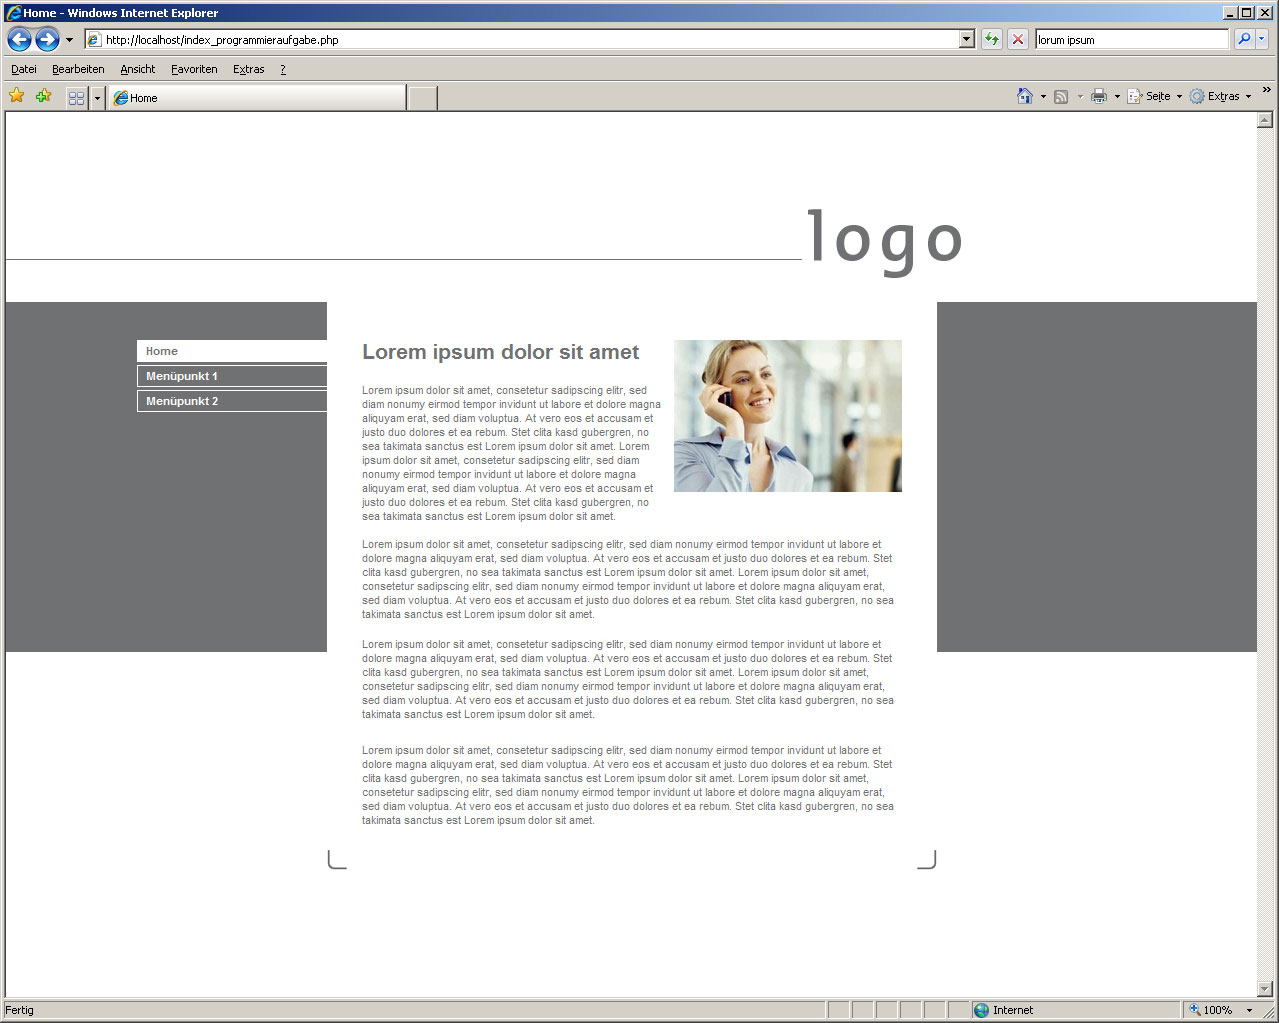 Home - Windows Internet Explorer
http://localhost/index_programmieraufgabe.php
lorum ipsum
Datei Bearbeiten Ansicht Favoriten Extras ?
Home
Seite Extras »
logo
Home
Menüpunkt 1
Menüpunkt 2
Lorem ipsum dolor sit amet
Lorem ipsum dolor sit amet, consetetur sadipscing elitr, sed
diam nonumy eirmod tempor invidunt ut labore et dolore magna
aliquyam erat, sed diam voluptua. At vero eos et accusam et
justo duo dolores et ea rebum. Stet clita kasd gubergren, no
sea takimata sanctus est Lorem ipsum dolor sit amet. Lorem
ipsum dolor sit amet, consetetur sadipscing elitr, sed diam
nonumy eirmod tempor invidunt ut labore et dolore magna
aliquyam erat, sed diam voluptua. At vero eos et accusam et
justo duo dolores et ea rebum. Stet clita kasd gubergren, no
sea takimata sanctus est Lorem ipsum dolor sit amet.
Lorem ipsum dolor sit amet, consetetur sadipscing elitr, sed diam nonumy eirmod tempor invidunt ut labore et
dolore magna aliquyam erat, sed diam voluptua. At vero eos et accusam et justo duo dolores et ea rebum. Stet
clita kasd gubergren, no sea takimata sanctus est Lorem ipsum dolor sit amet. Lorem ipsum dolor sit amet,
consetetur sadipscing elitr, sed diam nonumy eirmod tempor invidunt ut labore et dolore magna aliquyam erat,
sed diam voluptua. At vero eos et accusam et justo duo dolores et ea rebum. Stet clita kasd gubergren, no sea
takimata sanctus est Lorem ipsum dolor sit amet.
Lorem ipsum dolor sit amet, consetetur sadipscing elitr, sed diam nonumy eirmod tempor invidunt ut labore et
dolore magna aliquyam erat, sed diam voluptua. At vero eos et accusam et justo duo dolores et ea rebum. Stet
clita kasd gubergren, no sea takimata sanctus est Lorem ipsum dolor sit amet. Lorem ipsum dolor sit amet,
consetetur sadipscing elitr, sed diam nonumy eirmod tempor invidunt ut labore et dolore magna aliquyam erat,
sed diam voluptua. At vero eos et accusam et justo duo dolores et ea rebum. Stet clita kasd gubergren, no sea
takimata sanctus est Lorem ipsum dolor sit amet.
Lorem ipsum dolor sit amet, consetetur sadipscing elitr, sed diam nonumy eirmod tempor invidunt ut labore et
dolore magna aliquyam erat, sed diam voluptua. At vero eos et accusam et justo duo dolores et ea rebum. Stet
clita kasd gubergren, no sea takimata sanctus est Lorem ipsum dolor sit amet. Lorem ipsum dolor sit amet,
consetetur sadipscing elitr, sed diam nonumy eirmod tempor invidunt ut labore et dolore magna aliquyam erat,
sed diam voluptua. At vero eos et accusam et justo duo dolores et ea rebum. Stet clita kasd gubergren, no sea
takimata sanctus est Lorem ipsum dolor sit amet.
Fertig
Internet
100%